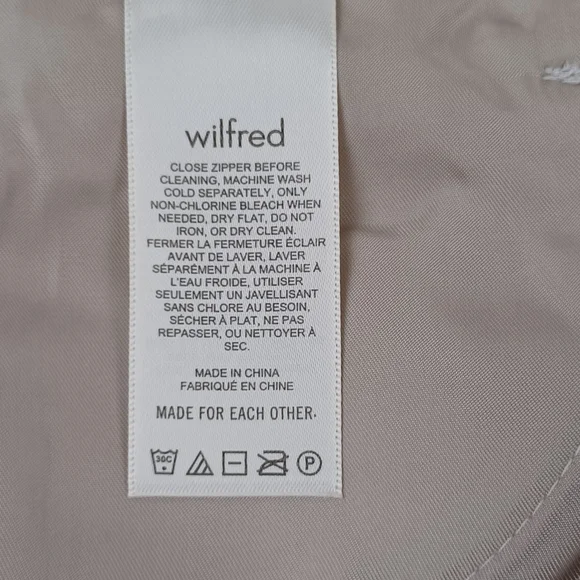 wilfred
CLOSE ZIPPER BEFORE
CLEANING, MACHINE WASH
COLD SEPARATELY, ONLY
NON-CHLORINE BLEACH WHEN
NEEDED, DRY FLAT, DO NOT
IRON, OR DRY CLEAN.
FERMER LA FERMETURE ÉCLAIR
AVANT DE LAVER, LAVER
SÉPARÉMENT À LA MACHINE À
L'EAU FROIDE, UTILISER
SEULEMENT UN JAVELLISANT
SANS CHLORE AU BESOIN,
SÉCHER À PLAT, NE PAS
REPASSER, OU NETTOYER À
SEC.
MADE IN CHINA
FABRIQUÉ EN CHINE
MADE FOR EACH OTHER.
30C P